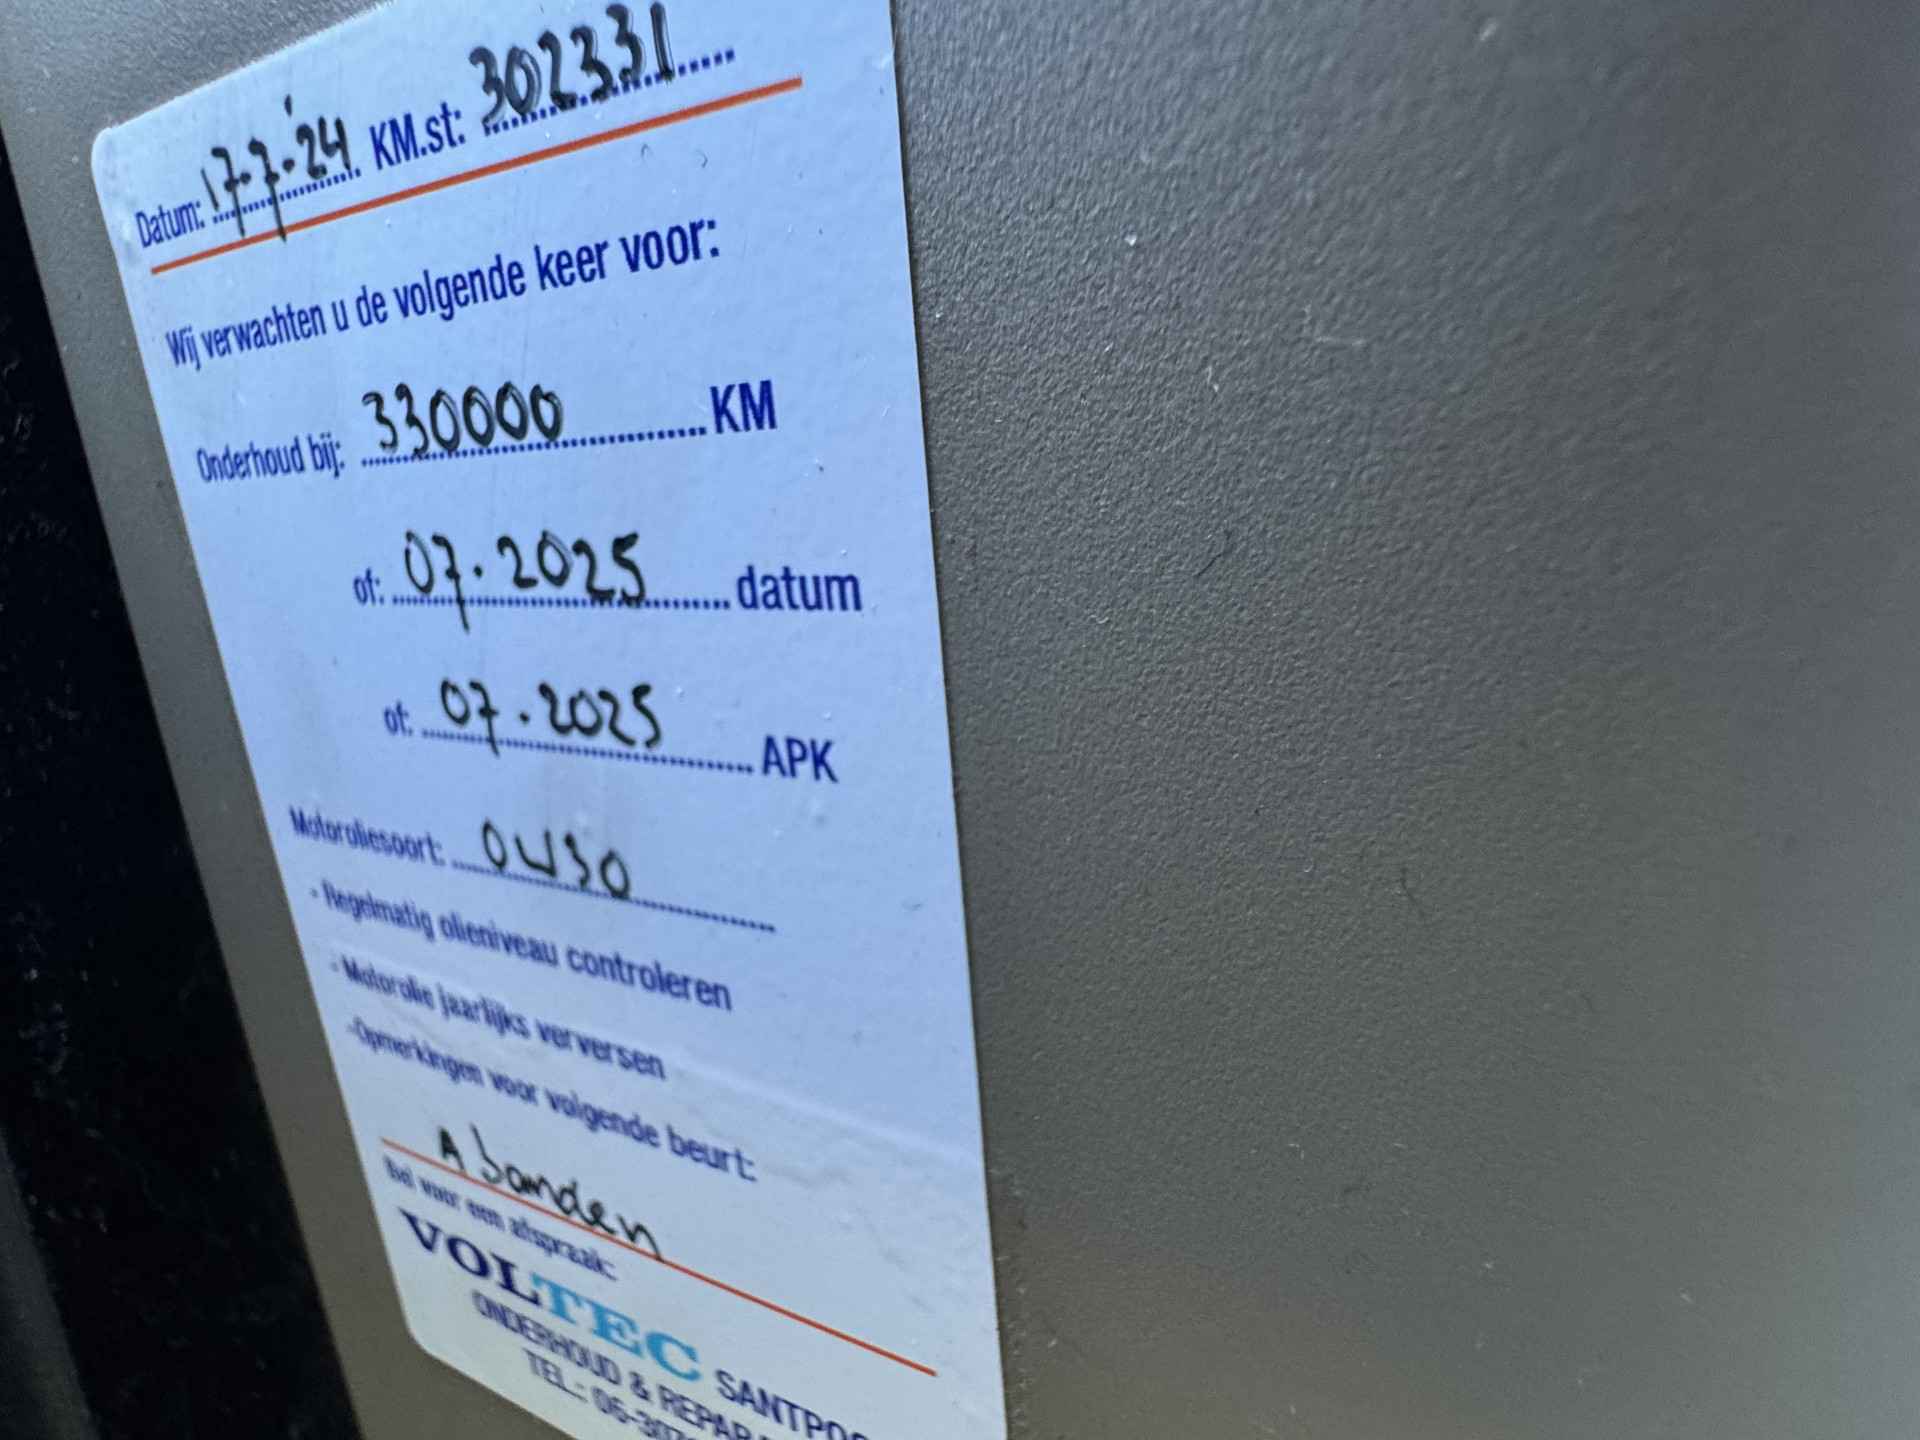 Datum: 17-7-'24 KM.st: 302331
Wij verwachten u de volgende keer voor:
Onderhoud bij: 330000 KM
of: 07.2025 datum
of: 07.2025 APK
Motoroliesoort: 0W30
- Regelmatig olieniveau controleren
- Motorolie jaarlijks verversen
- Opmerkingen voor volgende beurt:
A banden
Bel voor een afspraak:
VOLTEC SANTPO
ONDERHOUD & REPAR
TEL.: 06-307